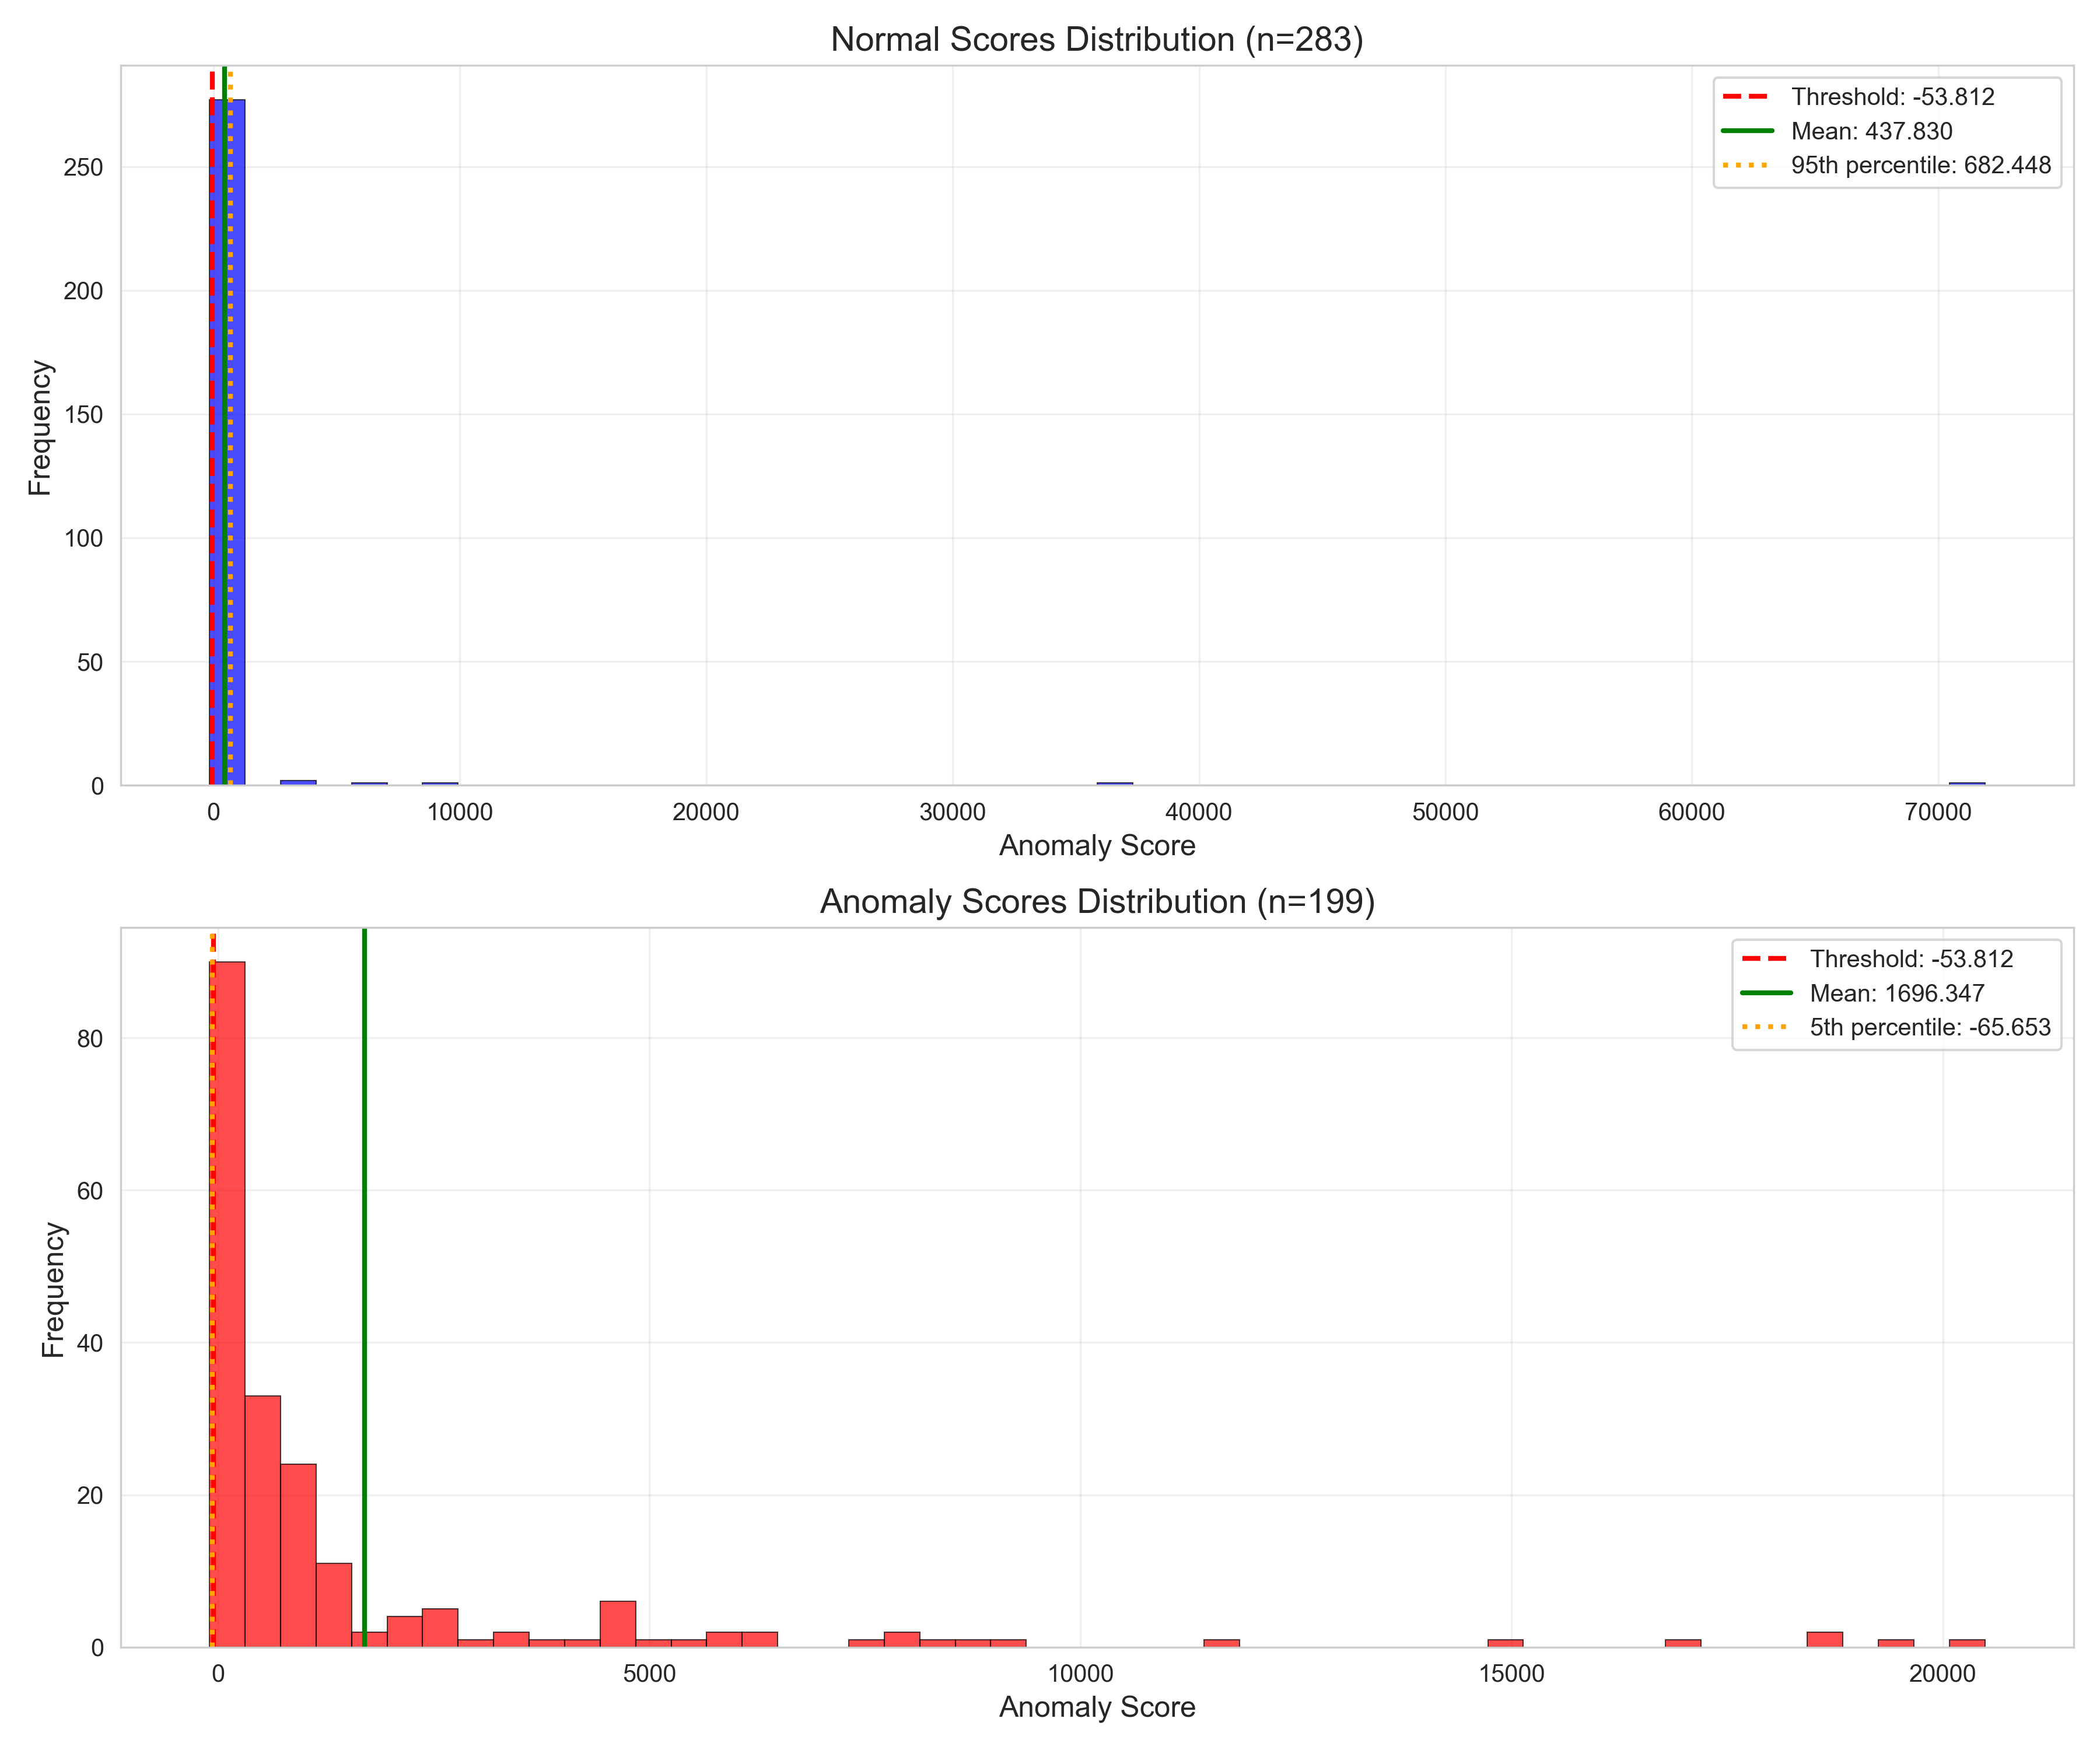 Normal Scores Distribution (n=283)
Threshold: -53.812
Mean: 437.830
95th percentile: 682.448
Frequency
250
200
150
100
50
0
0 10000 20000 30000 40000 50000 60000 70000
Anomaly Score
Anomaly Scores Distribution (n=199)
Threshold: -53.812
Mean: 1696.347
5th percentile: -65.653
Frequency
80
60
40
20
0
0 5000 10000 15000 20000
Anomaly Score